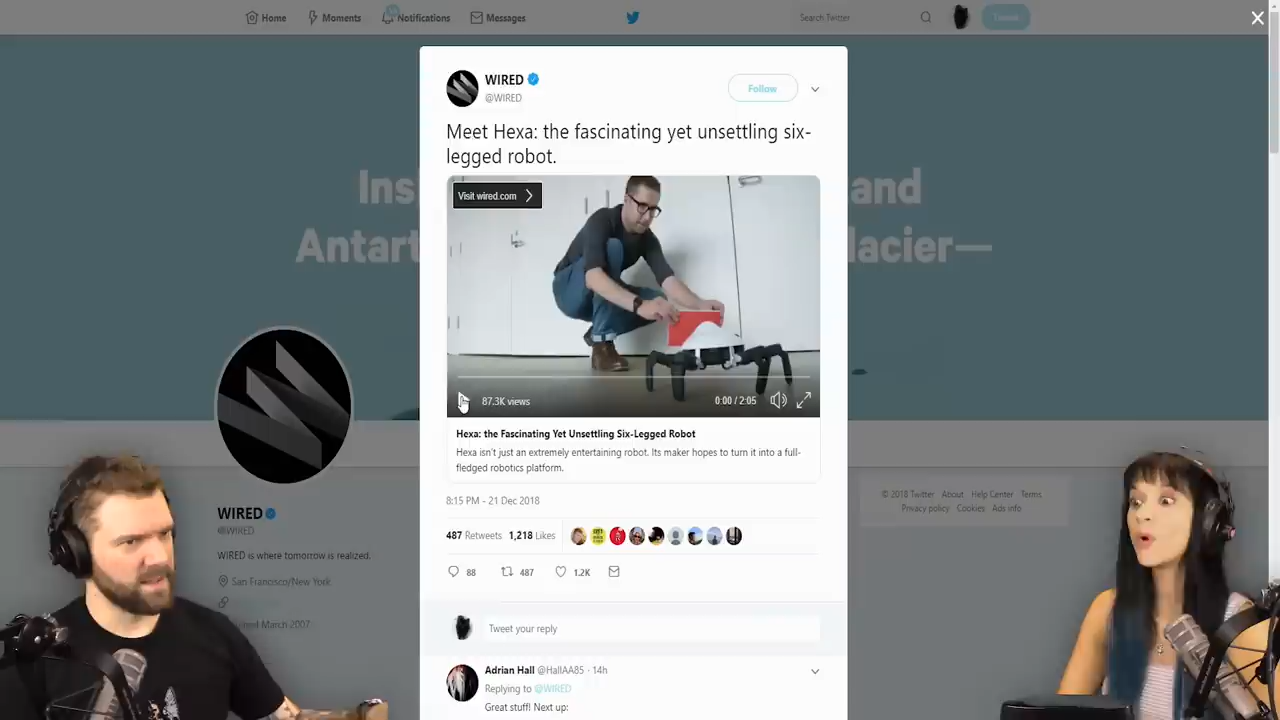 Home
Moments
Notifications
Messages
Search Twitter
WIRED
@WIRED
Follow
Meet Hexa: the fascinating yet unsettling six-
legged robot.
Visit wired.com
87.3K views
0:00 / 2:05
Hexa: the Fascinating Yet Unsettling Six-Legged Robot
Hexa isn't just an extremely entertaining robot. Its maker hopes to turn it into a full-
fledged robotics platform.
8:15 PM - 21 Dec 2018
487 Retweets 1,218 Likes
88 487 1.2K
Tweet your reply
Adrian Hall @HallAA85 · 14h
Replying to @WIRED
Great stuff! Next up:
Ins
Antart
and
lacier—
WIRED
@WIRED
WIRED is where tomorrow is realized.
San Francisco/New York
March 2007
© 2018 Twitter About Help Center Terms
Privacy policy Cookies Ads info